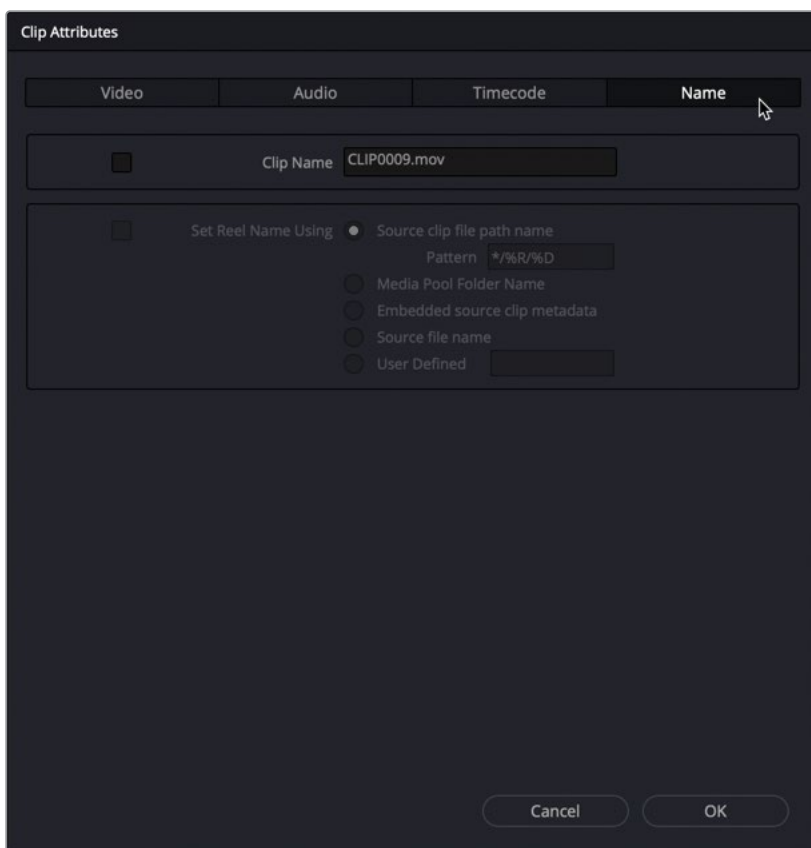 Clip Attributes
Video Audio Timecode Name
Clip Name CLIP0009.mov
Set Reel Name Using Source clip file path name
Pattern */%R/%D
Media Pool Folder Name
Embedded source clip metadata
Source file name
User Defined
Cancel OK